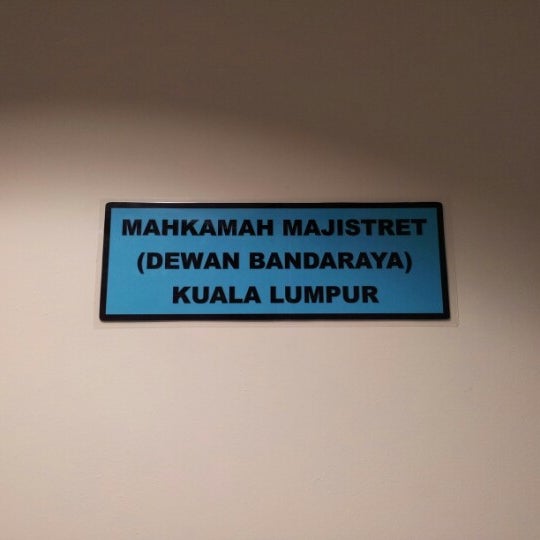 MAHKAMAH MAJISTRET
(DEWAN BANDARAYA)
KUALA LUMPUR